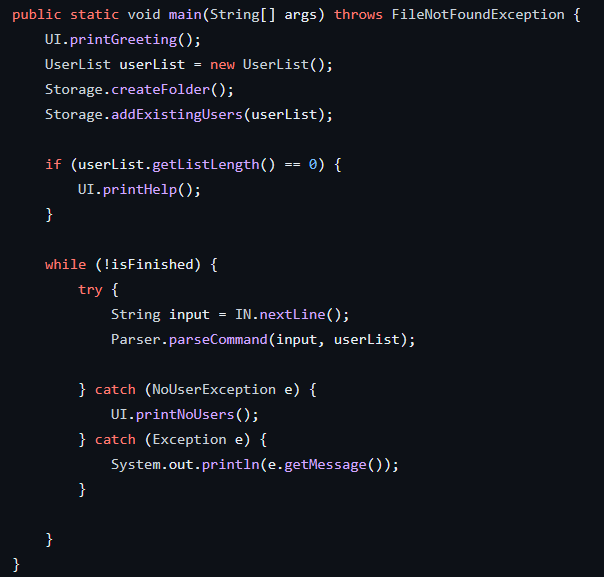 public static void main(String[] args) throws FileNotFoundException {
    UI.printGreeting();
    UserList userList = new UserList();
    Storage.createFolder();
    Storage.addExistingUsers(userList);

    if (userList.getListLength() == 0) {
        UI.printHelp();
    }

    while (!isFinished) {
        try {
            String input = IN.nextLine();
            Parser.parseCommand(input, userList);

        } catch (NoUserException e) {
            UI.printNoUsers();
        } catch (Exception e) {
            System.out.println(e.getMessage());
        }

    }
}